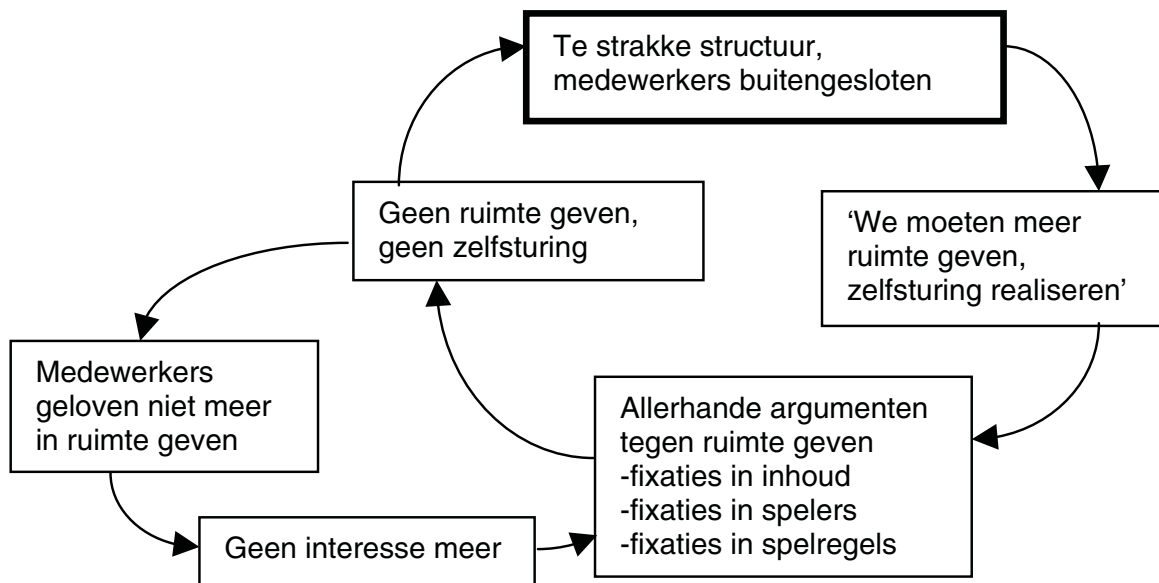 Te strakke structuur,
medewerkers buitengesloten
Geen ruimte geven,
geen zelfsturing
‘We moeten meer
ruimte geven,
zelfsturing realiseren’
Medewerkers
geloven niet meer
in ruimte geven
Allerhande argumenten
tegen ruimte geven
-fixaties in inhoud
-fixaties in spelers
-fixaties in spelregels
Geen interesse meer